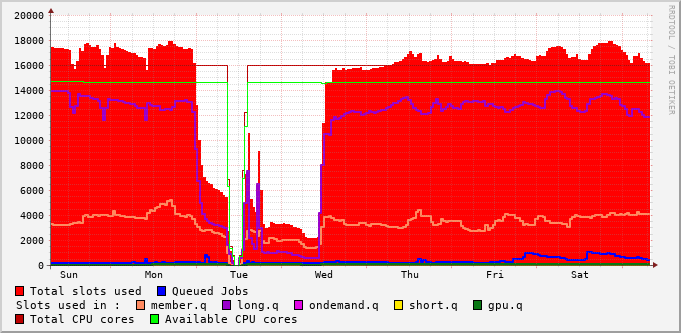 20000
18000
16000
14000
12000
10000
8000
6000
4000
2000
0
Sun Mon Tue Wed Thu Fri Sat
RRDTOOL / TOBI OETIKER
Total slots used Queued Jobs
Slots used in : member.q long.q ondemand.q short.q gpu.q
Total CPU cores Available CPU cores